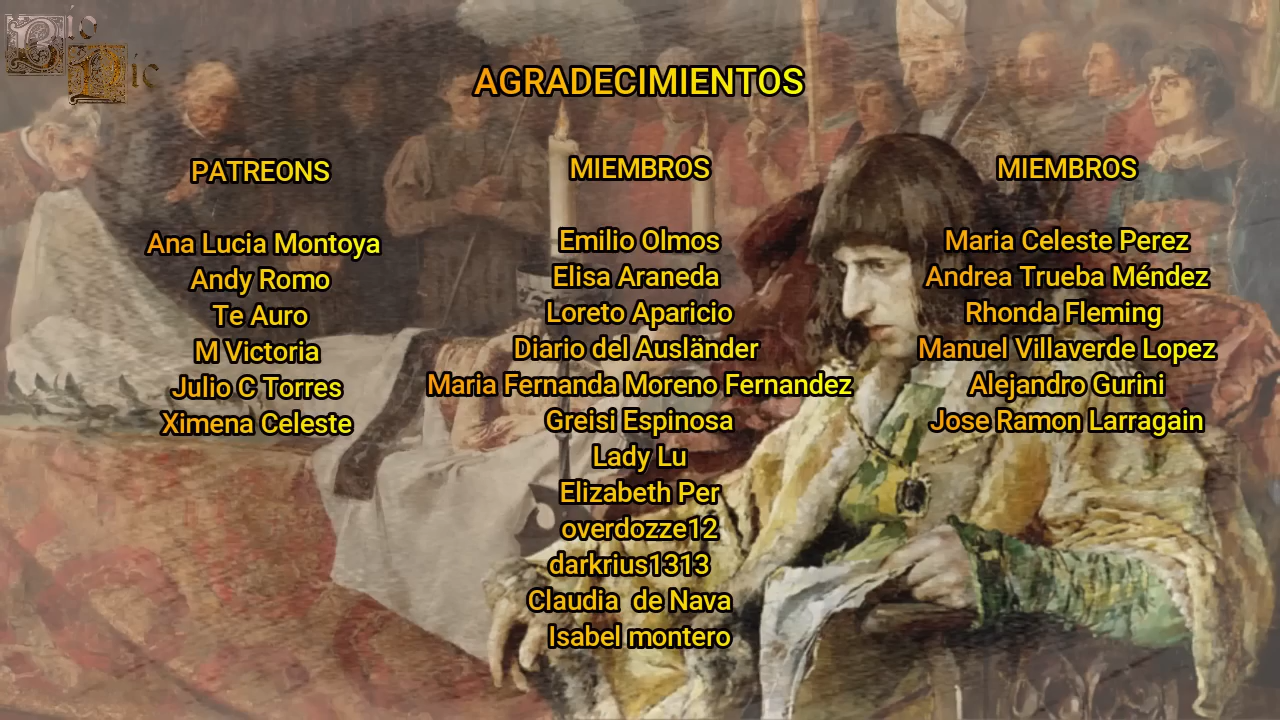 Bio
Pic
AGRADECIMIENTOS
PATREONS
Ana Lucia Montoya
Andy Romo
Te Auro
M Victoria
Julio C Torres
Ximena Celeste
MIEMBROS
Emilio Olmos
Elisa Araneda
Loreto Aparicio
Diario del Ausländer
Maria Fernanda Moreno Fernandez
Greisi Espinosa
Lady Lu
Elizabeth Per
overdozze12
darkrius1313
Claudia  de Nava
Isabel montero
MIEMBROS
Maria Celeste Perez
Andrea Trueba Méndez
Rhonda Fleming
Manuel Villaverde Lopez
Alejandro Gurini
Jose Ramon Larragain